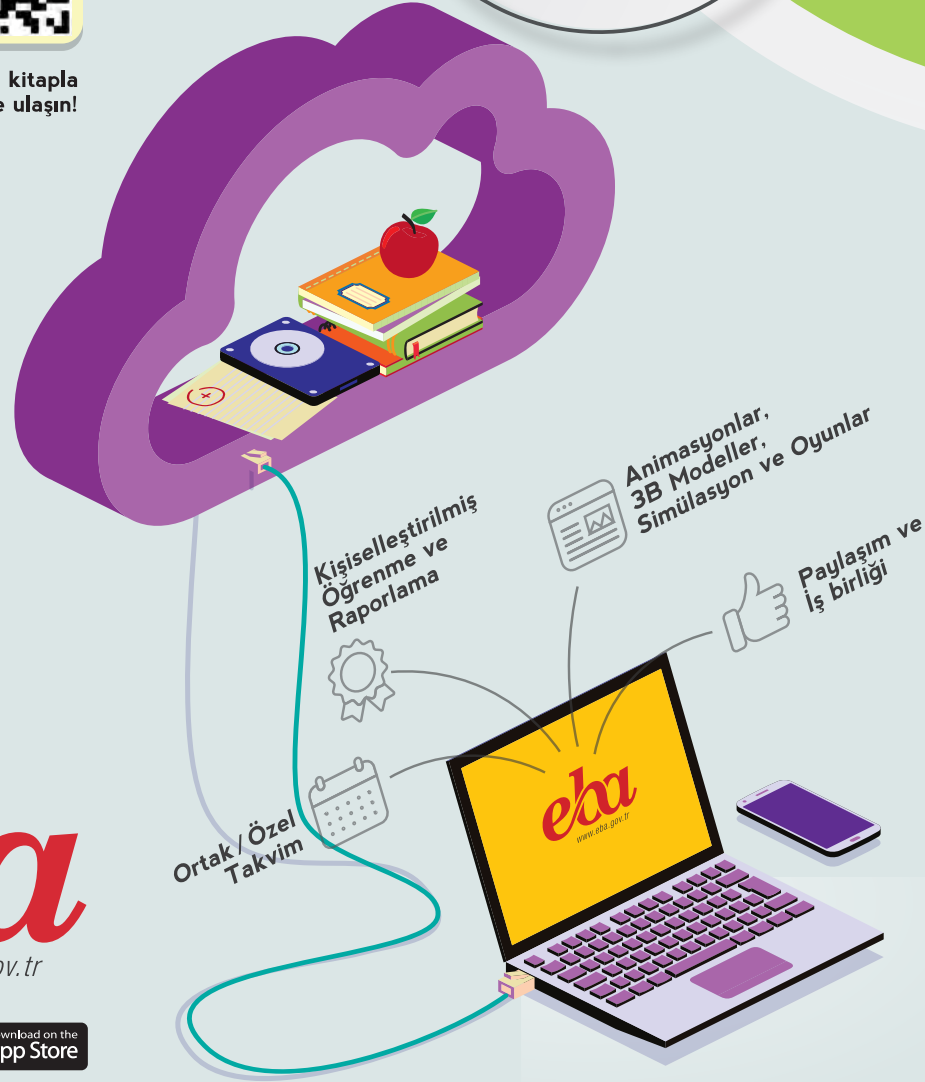 kitapla
ulaşın!
Animasyonlar,
3B Modeller,
Simülasyon ve Oyunlar
Kişiselleştirilmiş
Öğrenme ve
Raporlama
Paylaşım ve
İş birliği
Ortak / Özel
Takvim
eba
www.eba.gov.tr
a
ov.tr
wnload on the
pp Store